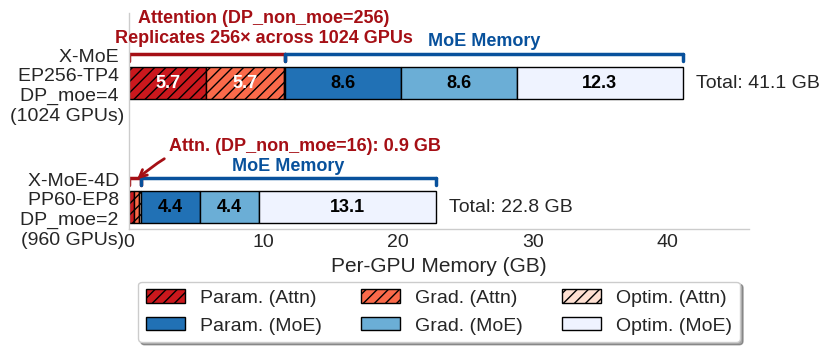 Attention (DP_non_moe=256)
Replicates 256× across 1024 GPUs
MoE Memory
X-MoE
EP256-TP4
DP_moe=4
(1024 GPUs)
5.7
5.7
8.6
8.6
12.3
Total: 41.1 GB
Attn. (DP_non_moe=16): 0.9 GB
MoE Memory
X-MoE-4D
PP60-EP8
DP_moe=2
(960 GPUs)
4.4
4.4
13.1
Total: 22.8 GB
0
10
20
30
40
Per-GPU Memory (GB)
Param. (Attn)
Grad. (Attn)
Optim. (Attn)
Param. (MoE)
Grad. (MoE)
Optim. (MoE)